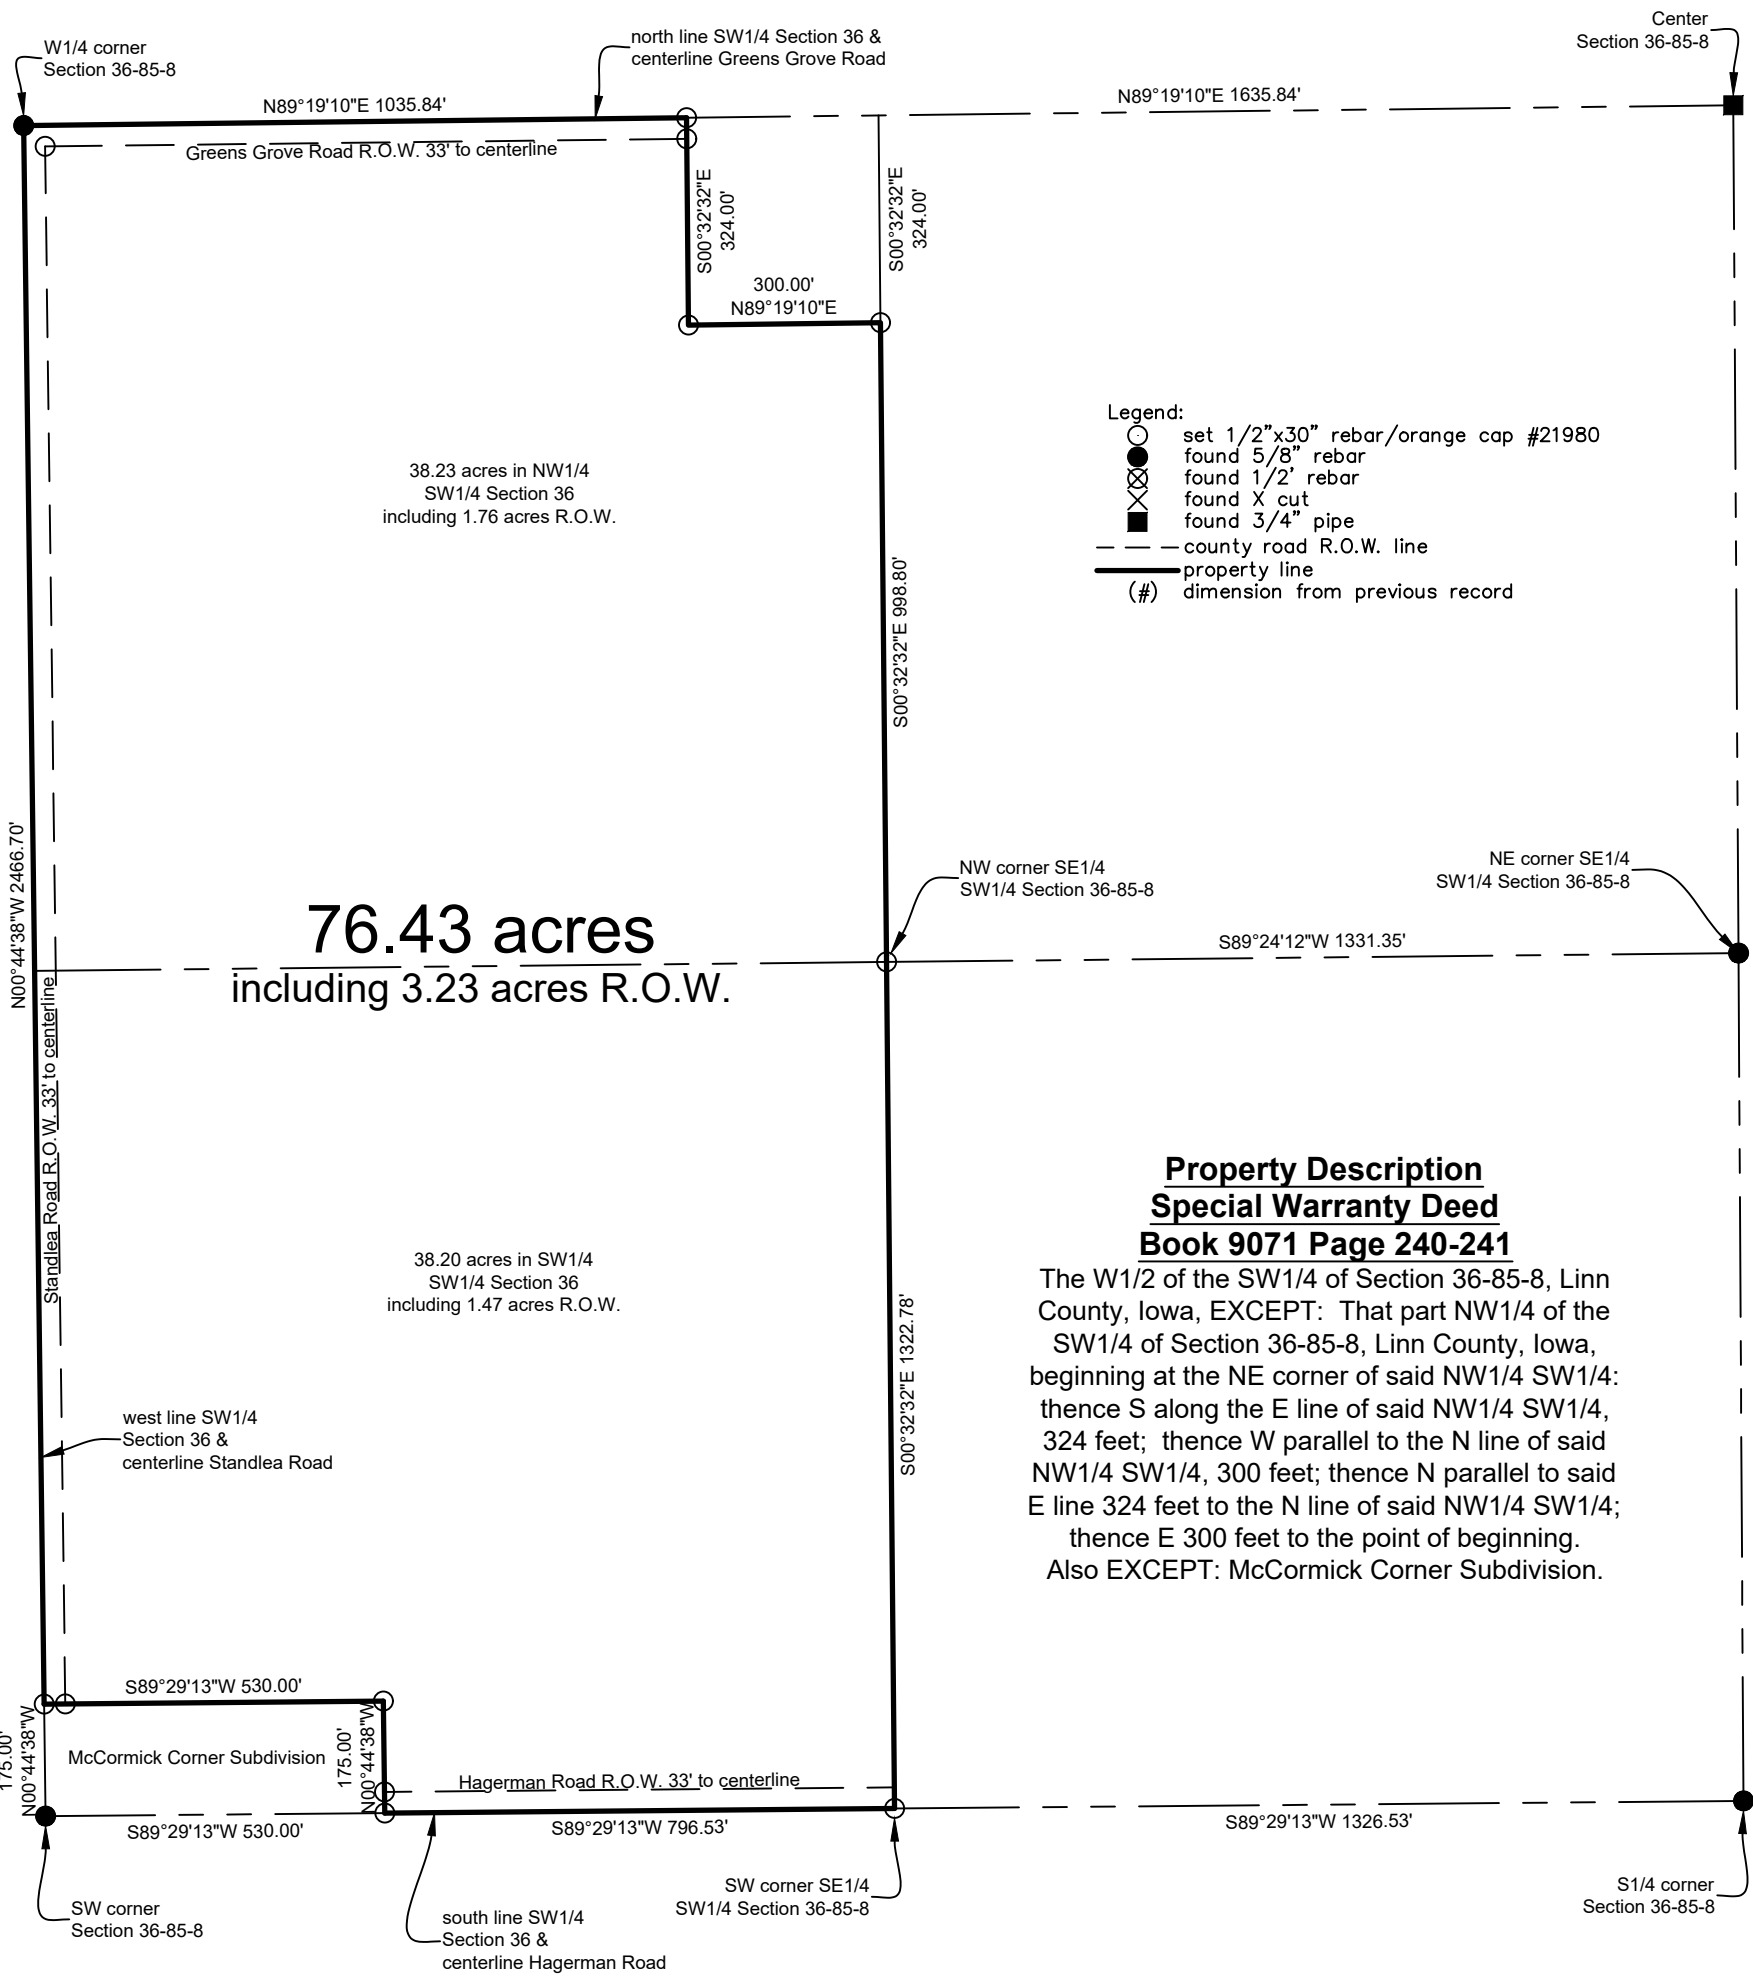 W1/4 corner
Section 36-85-8
north line SW1/4 Section 36 &
centerline Greens Grove Road
Center
Section 36-85-8
N89°19'10"E 1035.84'
N89°19'10"E 1635.84'
Greens Grove Road R.O.W. 33' to centerline
S00°32'32"E
324.00'
S00°32'32"E
324.00'
300.00'
N89°19'10"E
Legend:
set 1/2"x30" rebar/orange cap #21980
found 5/8" rebar
found 1/2' rebar
found X cut
found 3/4" pipe
county road R.O.W. line
property line
(#) dimension from previous record
38.23 acres in NW1/4
SW1/4 Section 36
including 1.76 acres R.O.W.
S00°32'32"E 998.80'
N00°44'38"W 2466.70'
NW corner SE1/4
SW1/4 Section 36-85-8
NE corner SE1/4
SW1/4 Section 36-85-8
76.43 acres
including 3.23 acres R.O.W.
S89°24'12"W 1331.35'
Standlea Road R.O.W. 33' to centerline
38.20 acres in SW1/4
SW1/4 Section 36
including 1.47 acres R.O.W.
S00°32'32"E 1322.78'
Property Description
Special Warranty Deed
Book 9071 Page 240-241
The W1/2 of the SW1/4 of Section 36-85-8, Linn
County, Iowa, EXCEPT:  That part NW1/4 of the
SW1/4 of Section 36-85-8, Linn County, Iowa,
beginning at the NE corner of said NW1/4 SW1/4:
thence S along the E line of said NW1/4 SW1/4,
324 feet;  thence W parallel to the N line of said
NW1/4 SW1/4, 300 feet; thence N parallel to said
E line 324 feet to the N line of said NW1/4 SW1/4;
thence E 300 feet to the point of beginning.
Also EXCEPT: McCormick Corner Subdivision.
west line SW1/4
Section 36 &
centerline Standlea Road
S89°29'13"W 530.00'
175.00'
N00°44'38"W
McCormick Corner Subdivision
175.00'
N00°44'38"W
Hagerman Road R.O.W. 33' to centerline
S89°29'13"W 530.00'
S89°29'13"W 796.53'
S89°29'13"W 1326.53'
SW corner
Section 36-85-8
south line SW1/4
Section 36 &
centerline Hagerman Road
SW corner SE1/4
SW1/4 Section 36-85-8
S1/4 corner
Section 36-85-8